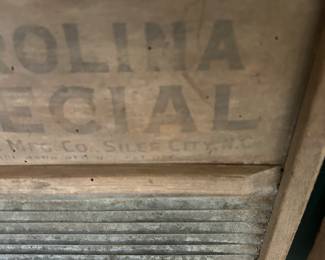 ROLINA
ECIAL
MFG CO. SILER CITY, N.C.